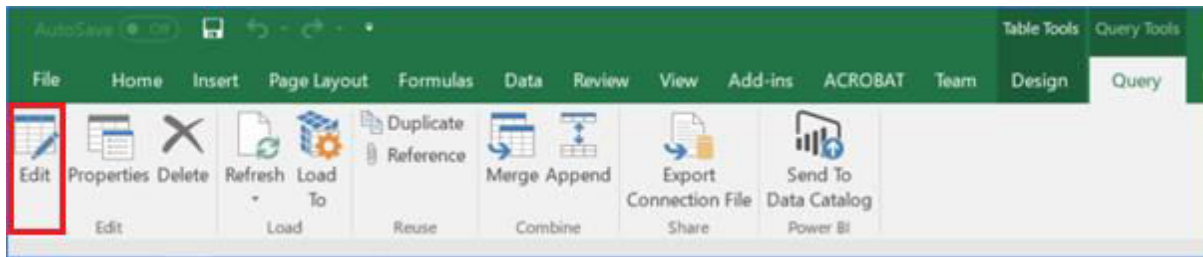 AutoSave Off
Table Tools Query Tools
File Home Insert Page Layout Formulas Data Review View Add-ins ACROBAT Team Design Query
Duplicate
Reference
Edit Properties Delete Refresh Load Merge Append Export Send To
To Connection File Data Catalog
Edit Load Reuse Combine Share Power BI